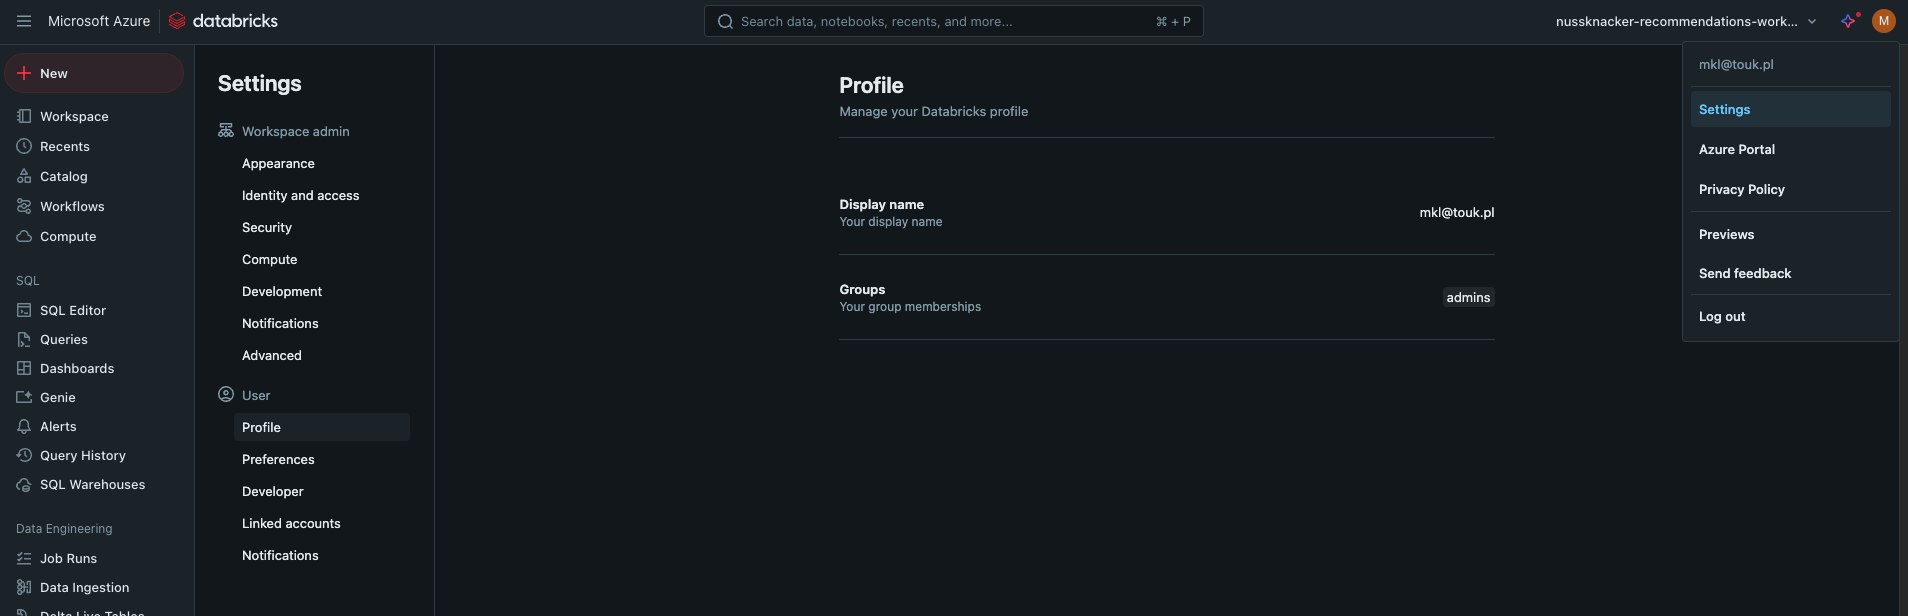 Microsoft Azure
databricks
Search data, notebooks, recents, and more...
⌘ + P
nussknacker-recommendations-work...
M
New
Workspace
Recents
Catalog
Workflows
Compute
SQL
SQL Editor
Queries
Dashboards
Genie
Alerts
Query History
SQL Warehouses
Data Engineering
Job Runs
Data Ingestion
Delta Live Tables
Settings
Workspace admin
Appearance
Identity and access
Security
Compute
Development
Notifications
Advanced
User
Profile
Preferences
Developer
Linked accounts
Notifications
Profile
Manage your Databricks profile
Display name
Your display name
mkl@touk.pl
Groups
Your group memberships
admins
mkl@touk.pl
Settings
Azure Portal
Privacy Policy
Previews
Send feedback
Log out